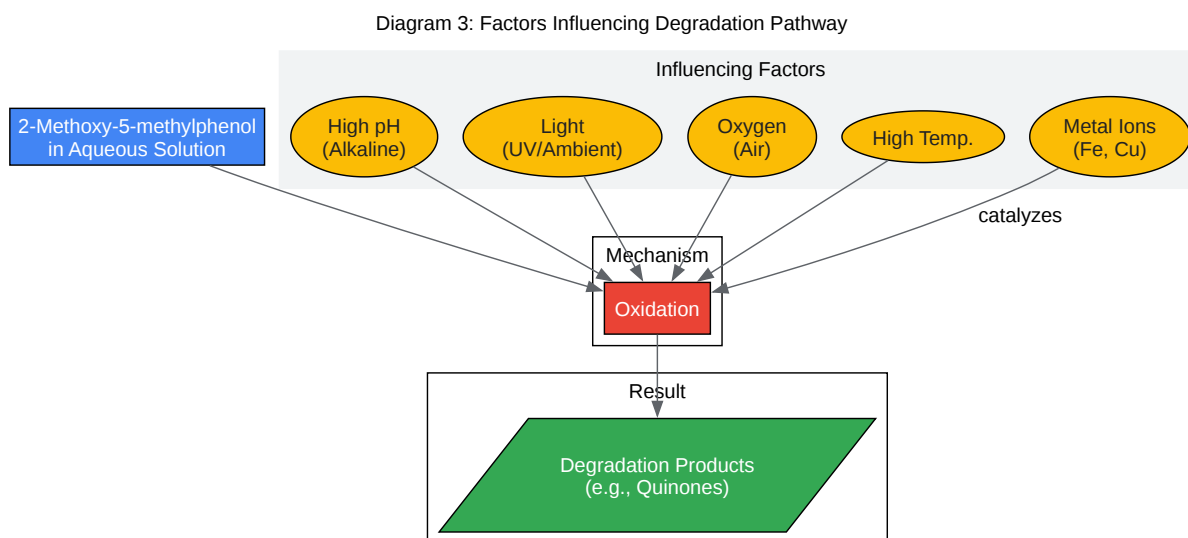 Diagram 3: Factors Influencing Degradation Pathway
Influencing Factors
2-Methoxy-5-methylphenol
in Aqueous Solution
High pH
(Alkaline)
Light
(UV/Ambient)
Oxygen
(Air)
High Temp.
Metal Ions
(Fe, Cu)
catalyzes
Mechanism
Oxidation
Result
Degradation Products
(e.g., Quinones)